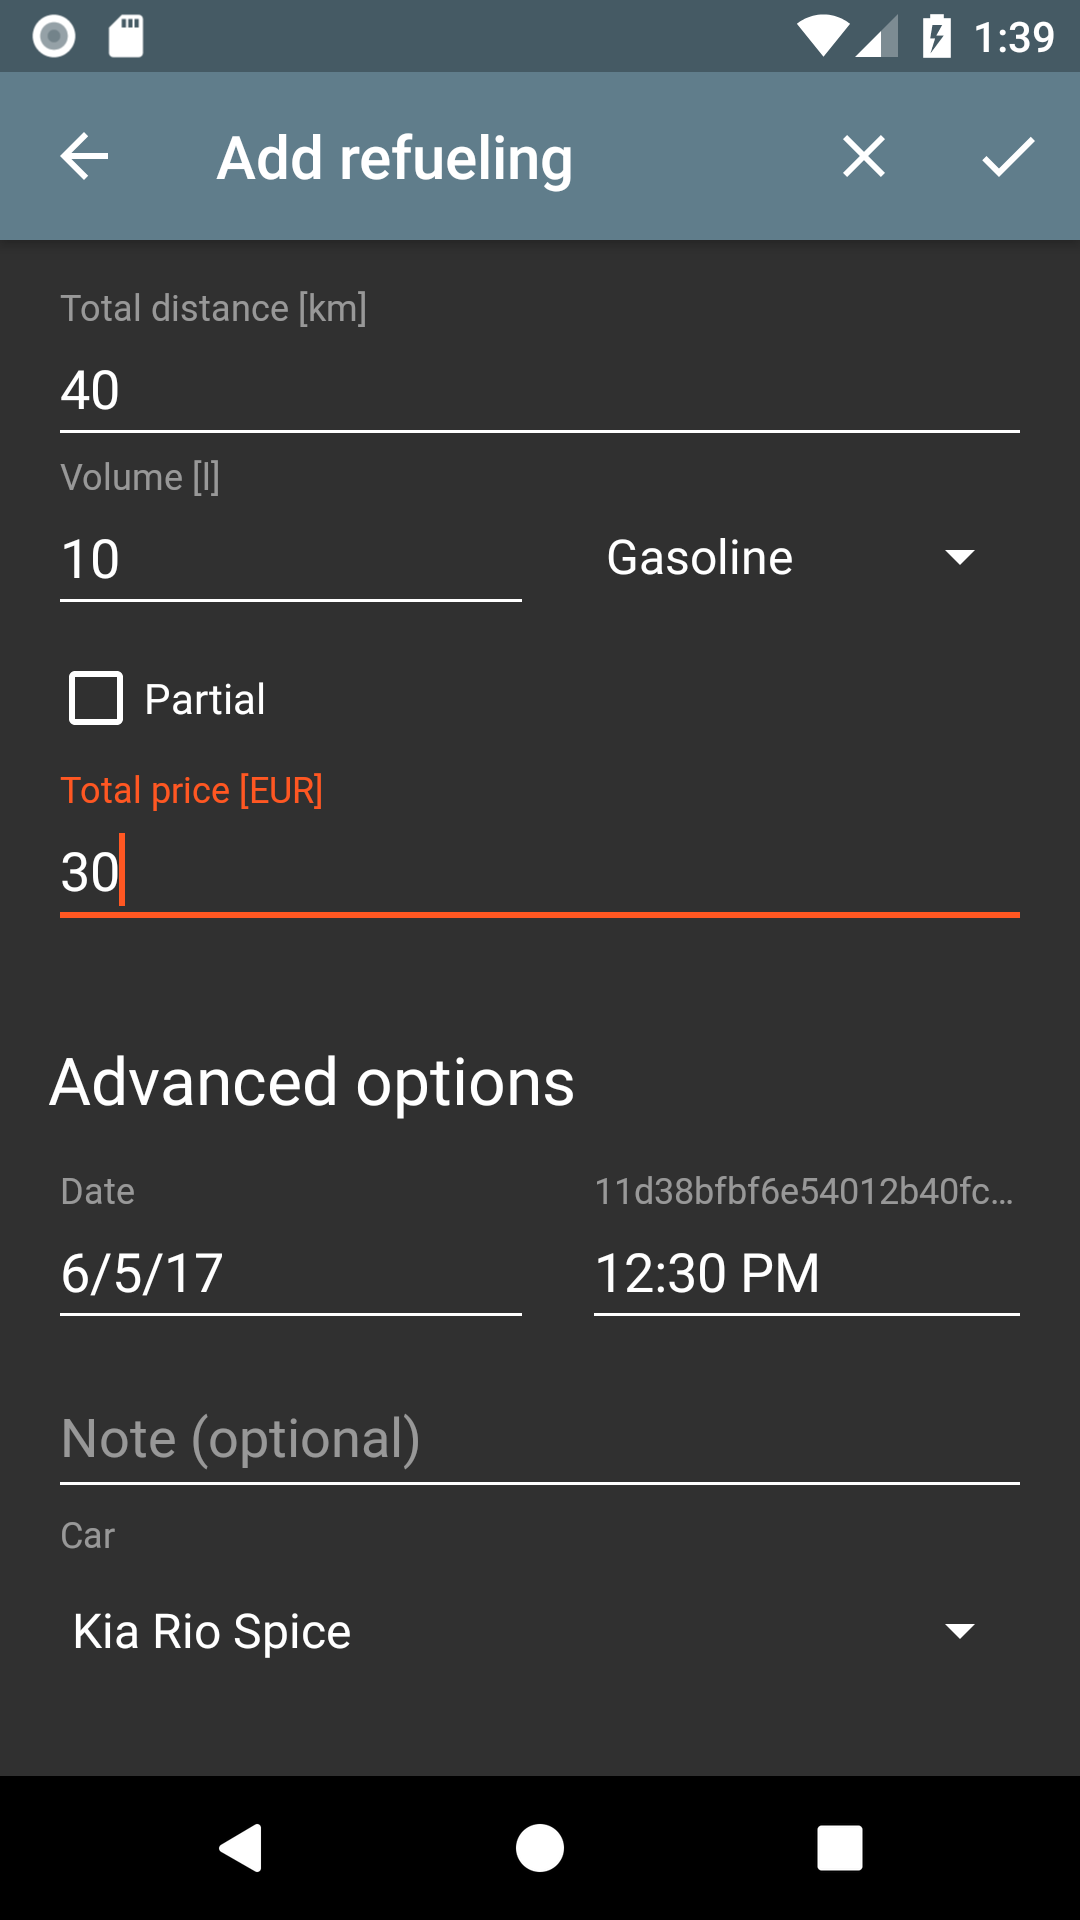 1:39
Add refueling
Total distance [km]
40
Volume [l]
10
Gasoline
Partial
Total price [EUR]
30
Advanced options
Date
11d38bfbf6e54012b40fc...
6/5/17
12:30 PM
Note (optional)
Car
Kia Rio Spice